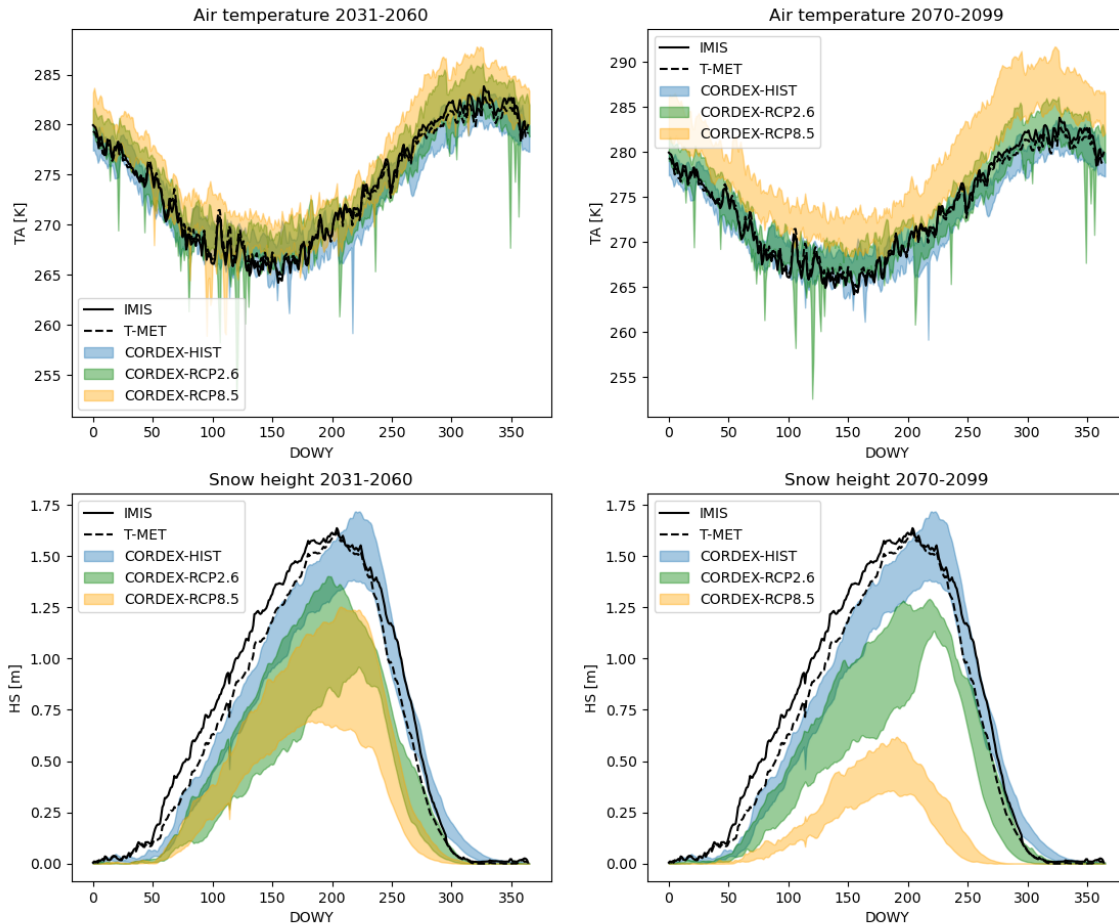 Air temperature 2031-2060
TA [K]
285
280
275
270
265
260
255
IMIS
T-MET
CORDEX-HIST
CORDEX-RCP2.6
CORDEX-RCP8.5
0 50 100 150 200 250 300 350
DOWY
Air temperature 2070-2099
TA [K]
290
285
280
275
270
265
260
255
IMIS
T-MET
CORDEX-HIST
CORDEX-RCP2.6
CORDEX-RCP8.5
0 50 100 150 200 250 300 350
DOWY
Snow height 2031-2060
HS [m]
1.75
1.50
1.25
1.00
0.75
0.50
0.25
0.00
IMIS
T-MET
CORDEX-HIST
CORDEX-RCP2.6
CORDEX-RCP8.5
0 50 100 150 200 250 300 350
DOWY
Snow height 2070-2099
HS [m]
1.75
1.50
1.25
1.00
0.75
0.50
0.25
0.00
IMIS
T-MET
CORDEX-HIST
CORDEX-RCP2.6
CORDEX-RCP8.5
0 50 100 150 200 250 300 350
DOWY